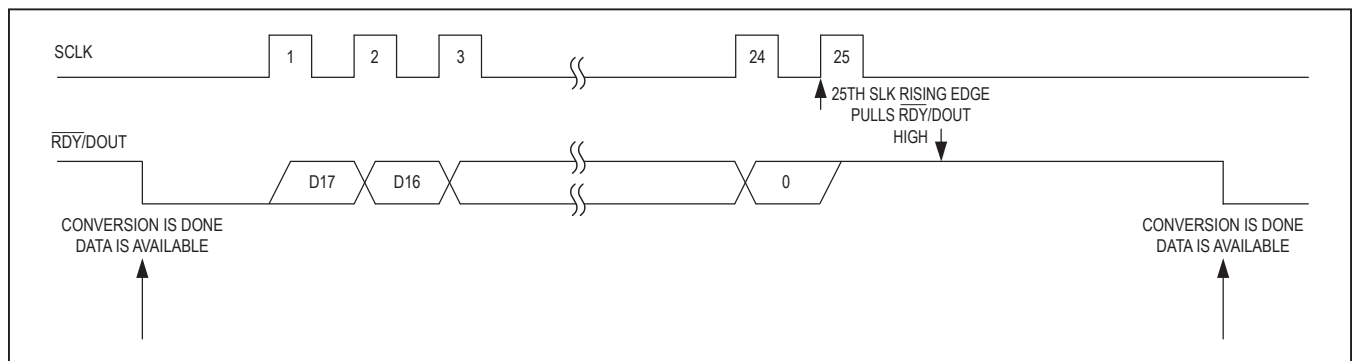 SCLK
1 2 3 24 25
25TH SLK RISING EDGE
PULLS RDY/DOUT
HIGH
RDY/DOUT
D17 D16 0
CONVERSION IS DONE
DATA IS AVAILABLE
CONVERSION IS DONE
DATA IS AVAILABLE